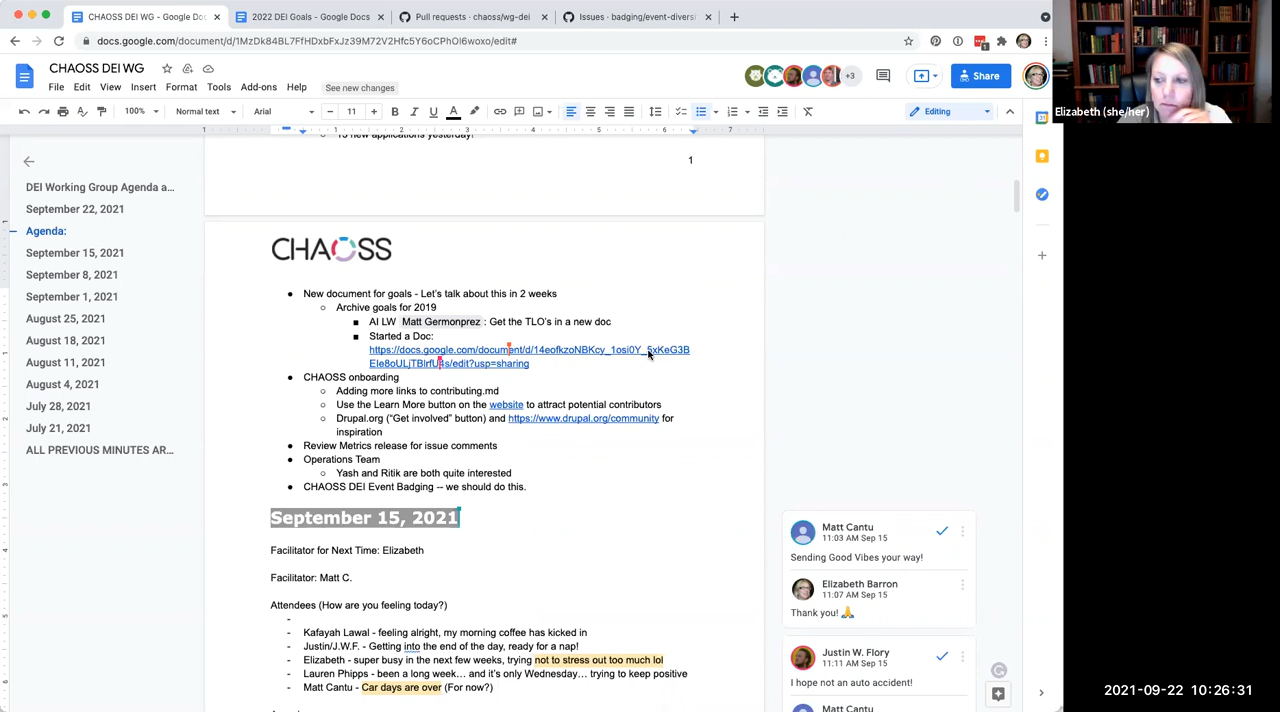 CHAOSS DEI WG - Google Doc
2022 DEI Goals - Google Docs
Pull requests · chaoss/wg-dei
Issues · badging/event-divers
docs.google.com/document/d/1MzDk84BL7FfHDxbFxJz39M72V2Hfc5Y6oCPhOl6woxo/edit#
CHAOSS DEI WG
File Edit View Insert Format Tools Add-ons Help See new changes
+3
Share
100% Normal text Arial 11 Editing
Elizabeth (she/her)
1 1 2 3 4 5 6 7
DEI Working Group Agenda a...
September 22, 2021
Agenda:
September 15, 2021
September 8, 2021
September 1, 2021
August 25, 2021
August 18, 2021
August 11, 2021
August 4, 2021
July 28, 2021
July 21, 2021
ALL PREVIOUS MINUTES AR...
new applications yesterday!
1
CHAOSS
● New document for goals - Let's talk about this in 2 weeks
○ Archive goals for 2019
■ AI LW Matt Germonprez : Get the TLO's in a new doc
■ Started a Doc:
https://docs.google.com/document/d/14eofkzoNBKcy_1osi0Y_5xKeG3B
EIe8oULjTBlrfU4s/edit?usp=sharing
● CHAOSS onboarding
○ Adding more links to contributing.md
○ Use the Learn More button on the website to attract potential contributors
○ Drupal.org ("Get involved" button) and https://www.drupal.org/community for
inspiration
● Review Metrics release for issue comments
● Operations Team
○ Yash and Ritik are both quite interested
● CHAOSS DEI Event Badging -- we should do this.
September 15, 2021
Facilitator for Next Time: Elizabeth
Facilitator: Matt C.
Attendees (How are you feeling today?)
-
- Kafayah Lawal - feeling alright, my morning coffee has kicked in
- Justin/J.W.F. - Getting into the end of the day, ready for a nap!
- Elizabeth - super busy in the next few weeks, trying not to stress out too much lol
- Lauren Phipps - been a long week… and it's only Wednesday… trying to keep positive
- Matt Cantu - Car days are over (For now?)
Matt Cantu
11:03 AM Sep 15
Sending Good Vibes your way!
Elizabeth Barron
11:07 AM Sep 15
Thank you! 🙏
Justin W. Flory
11:11 AM Sep 15
I hope not an auto accident!
Matt Cantu
2021-09-22 10:26:31